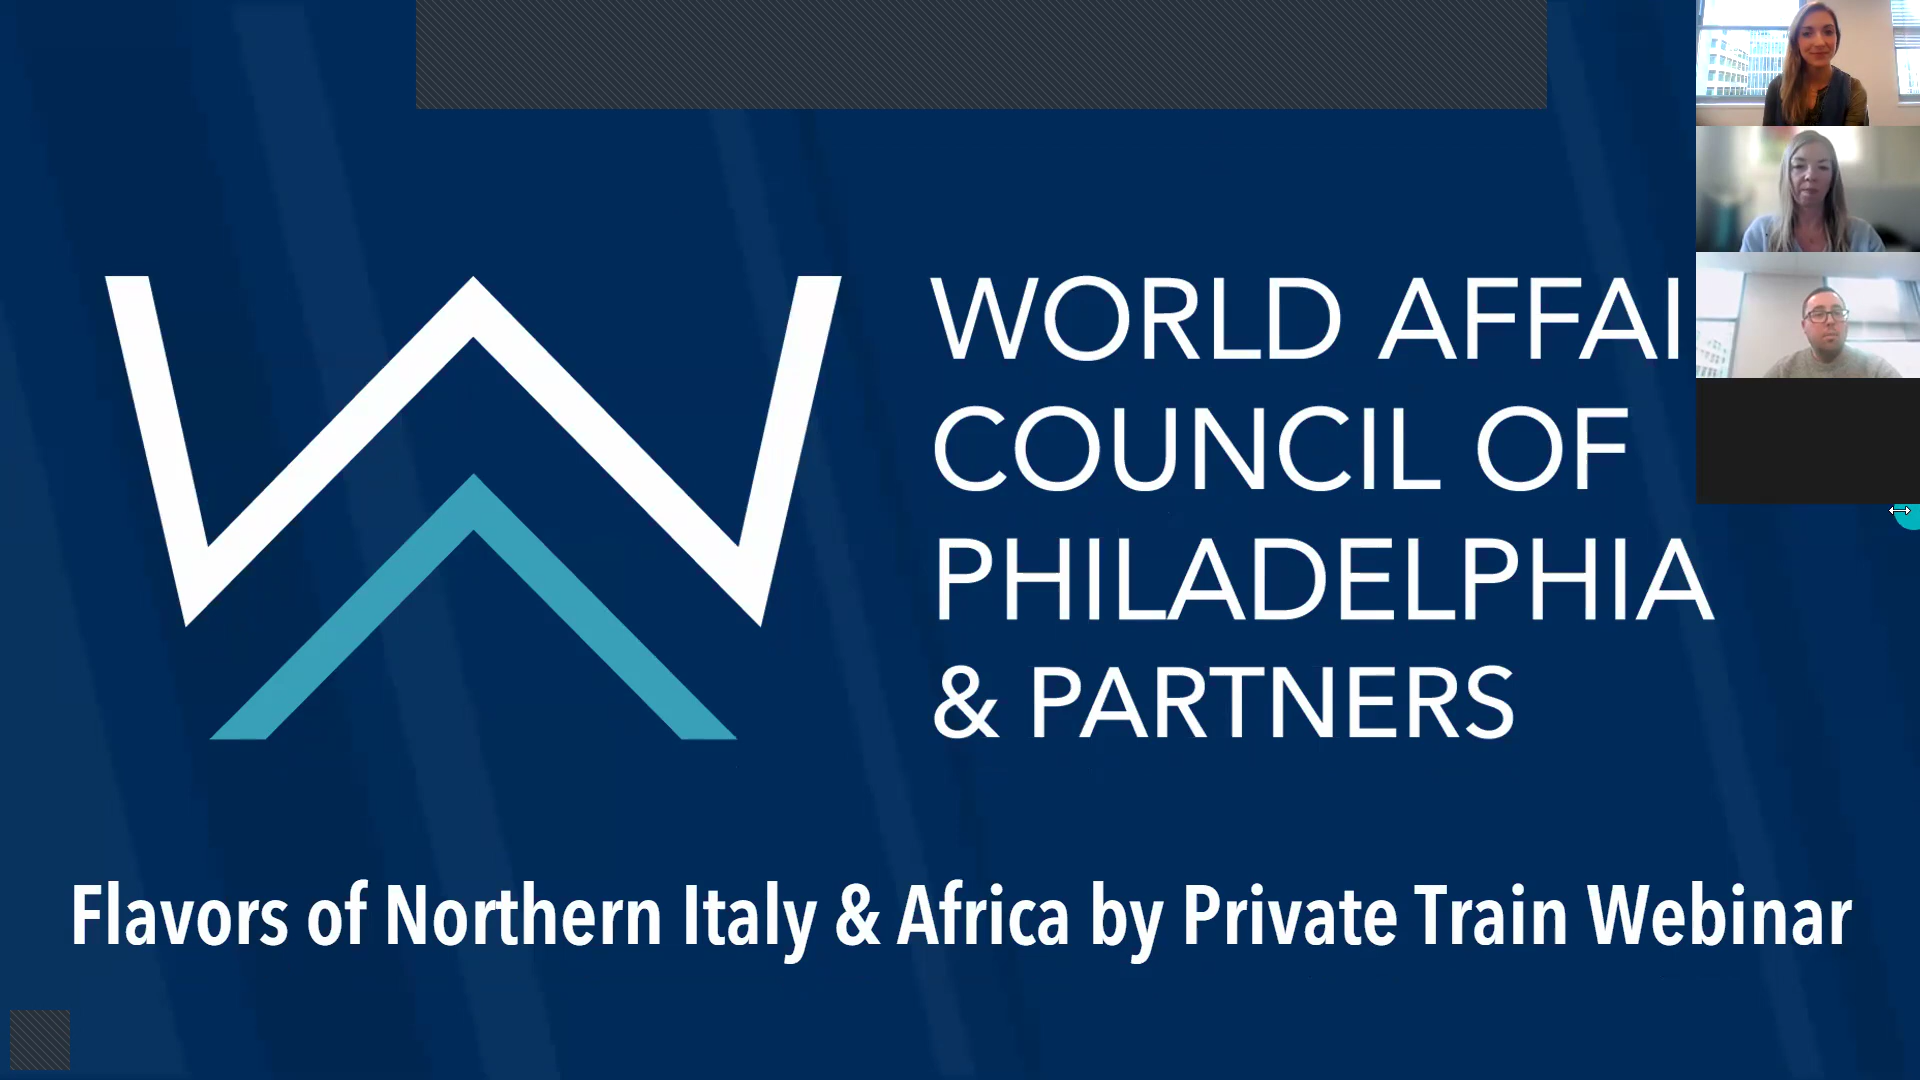 WORLD AFFAI
COUNCIL OF
PHILADELPHIA
& PARTNERS
Flavors of Northern Italy & Africa by Private Train Webinar